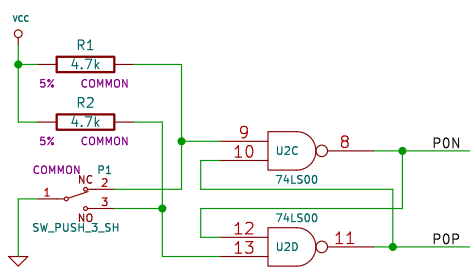 VCC
R1
4.7k
5% COMMON
R2
4.7k
5% COMMON
9
10
U2C
8
PON
74LS00
COMMON P1
NC
2
1
3
NO
SW_PUSH_3_SH
74LS00
12
13
U2D
11
POP